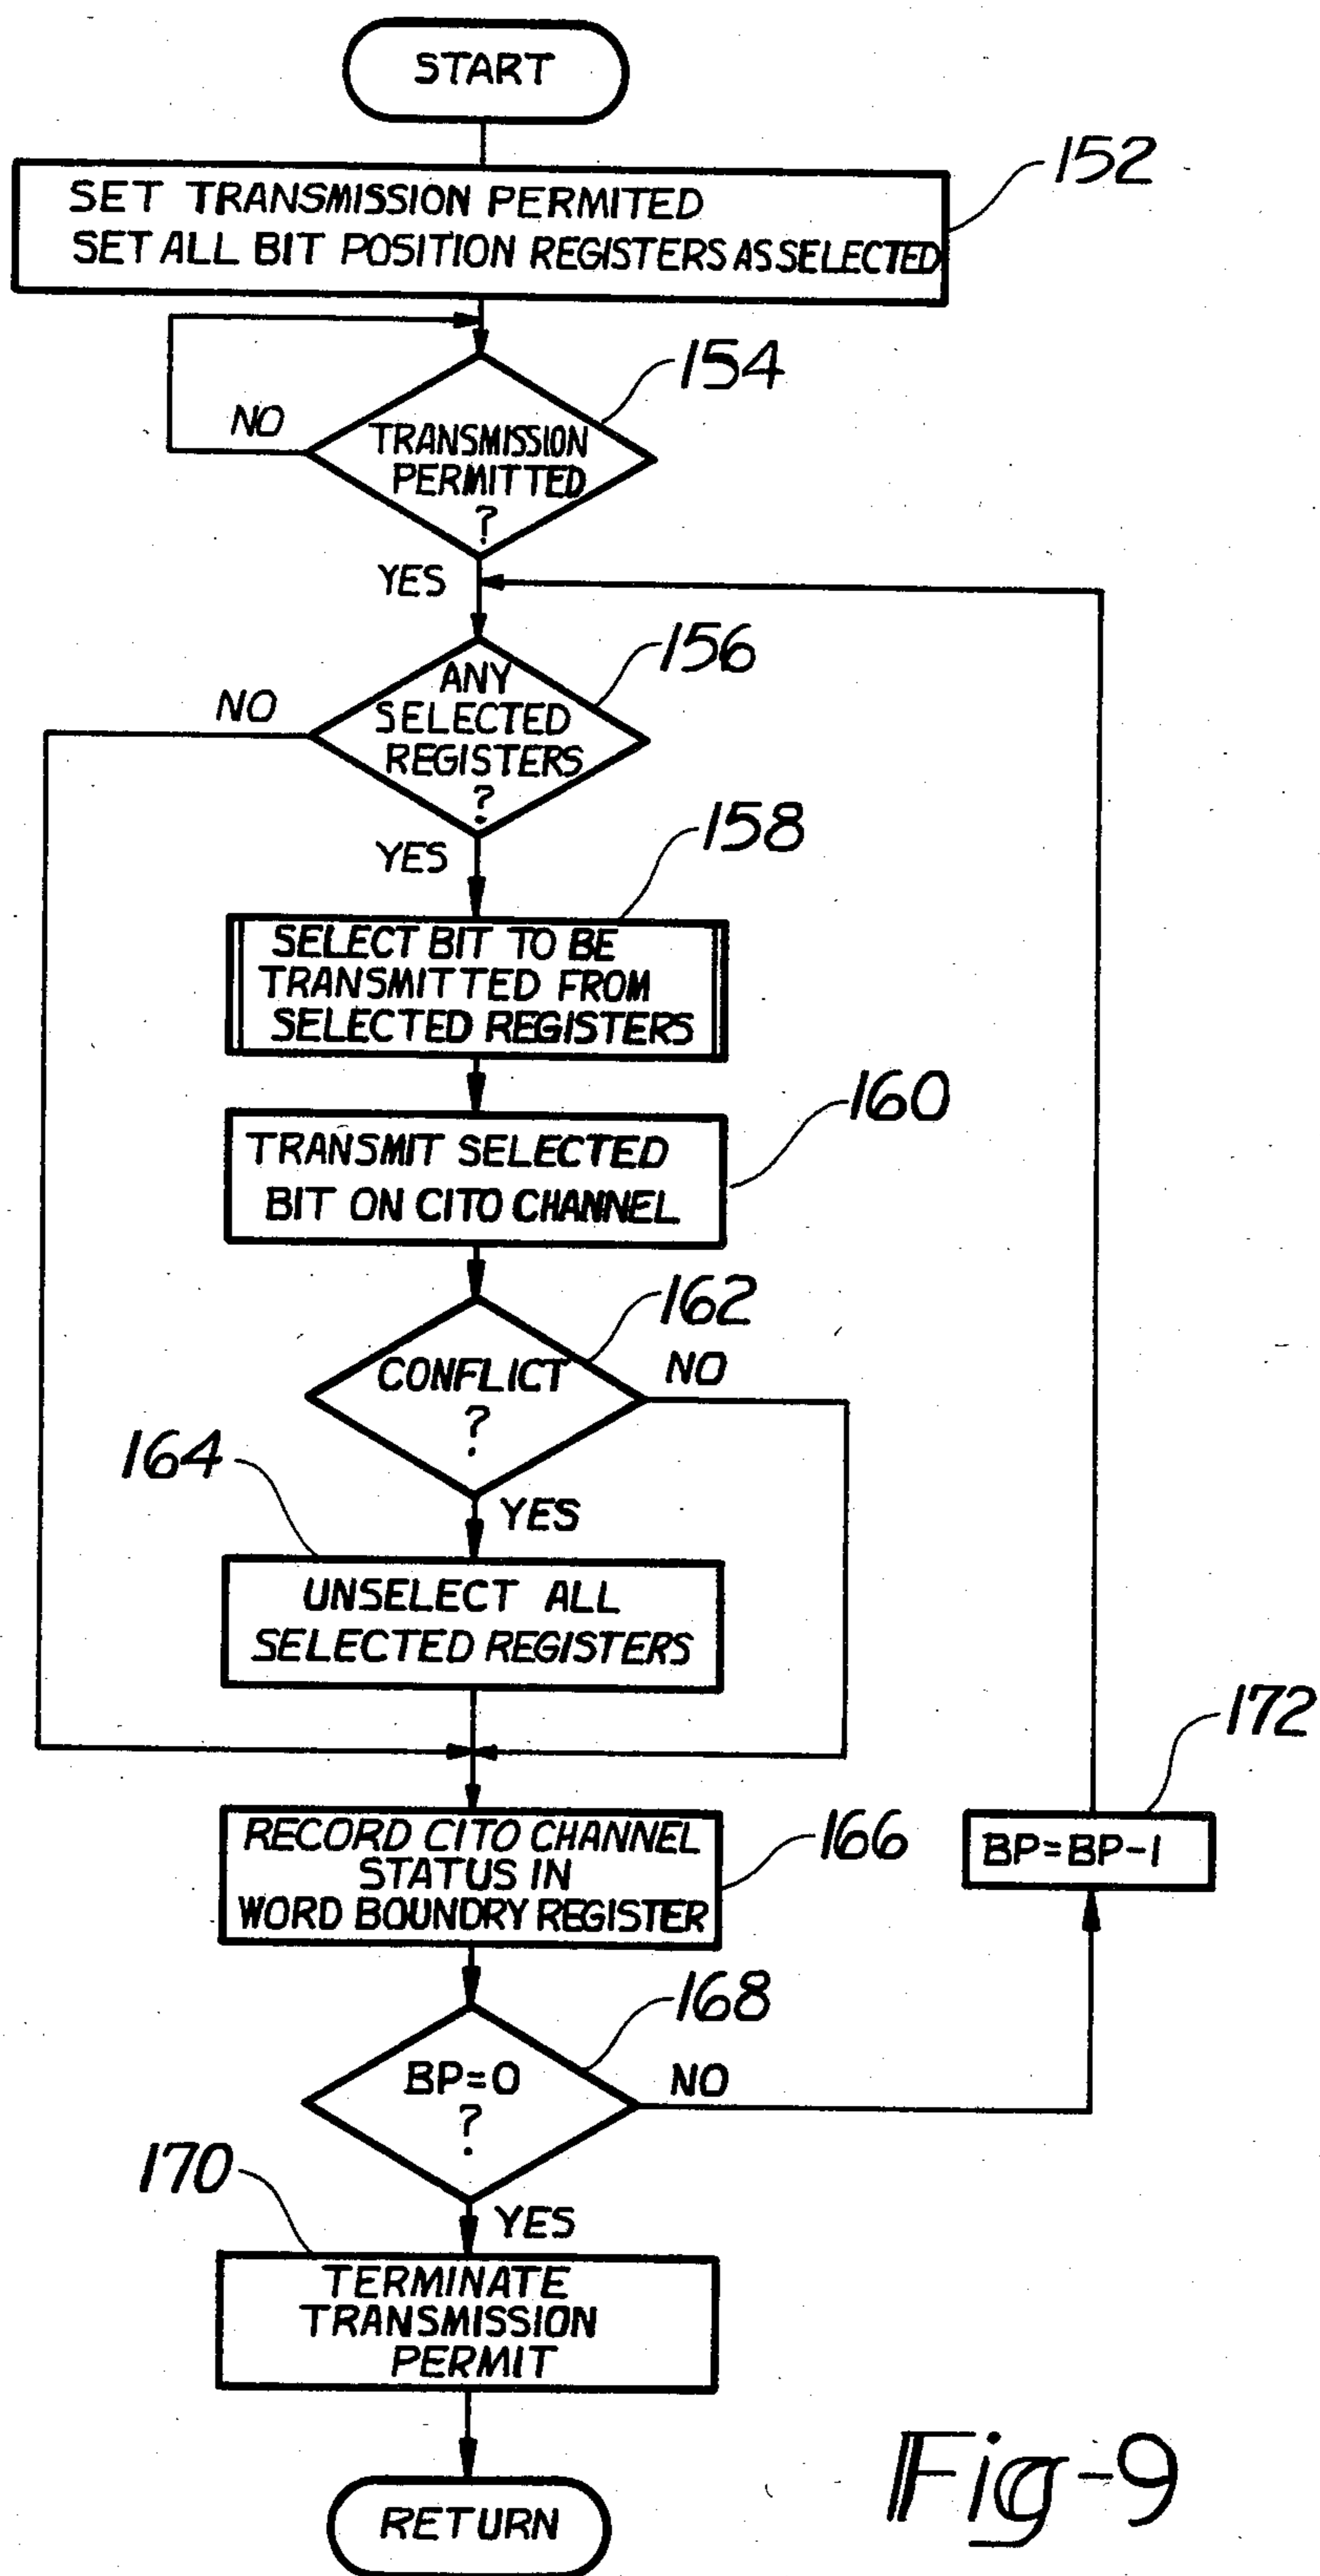 START
152
SET TRANSMISSION PERMITED
SET ALL BIT POSITION REGISTERS AS SELECTED
154
NO
TRANSMISSION
PERMITTED
?
YES
156
NO
ANY
SELECTED
REGISTERS
?
158
YES
SELECT BIT TO BE
TRANSMITTED FROM
SELECTED REGISTERS
160
TRANSMIT SELECTED
BIT ON CITO CHANNEL
162
CONFLICT
?
NO
164
YES
UNSELECT ALL
SELECTED REGISTERS
172
RECORD CITO CHANNEL
STATUS IN
WORD BOUNDRY REGISTER
166
BP=BP-1
168
BP=0
?
NO
170
YES
TERMINATE
TRANSMISSION
PERMIT
RETURN
Fig-9